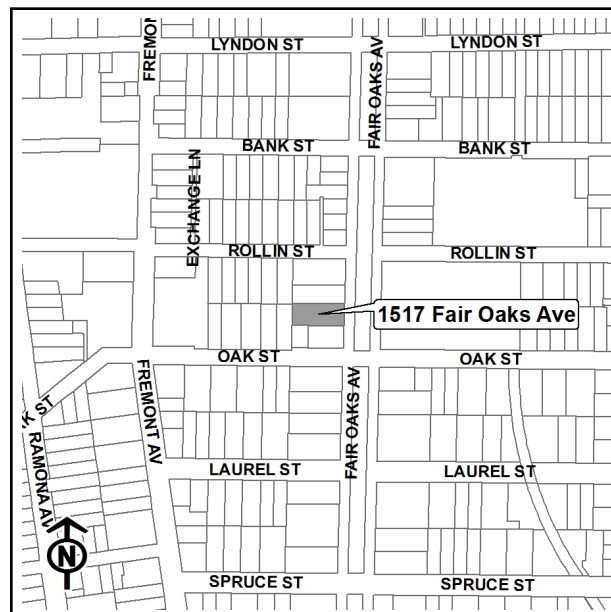 LYNDON ST
LYNDON ST
FREMON
FAIR OAKS AV
BANK ST
BANK ST
EXCHANGE LN
ROLLIN ST
ROLLIN ST
1517 Fair Oaks Ave
OAK ST
OAK ST
FREMONT AV
FAIR OAKS AV
K ST
RAMONA AV
LAUREL ST
LAUREL ST
N
SPRUCE ST
SPRUCE ST